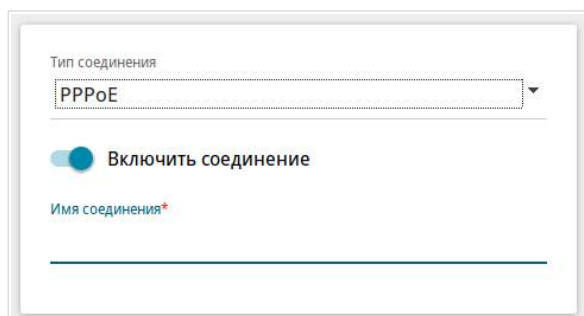 Тип соединения
PPPoE
Включить соединение
Имя соединения*